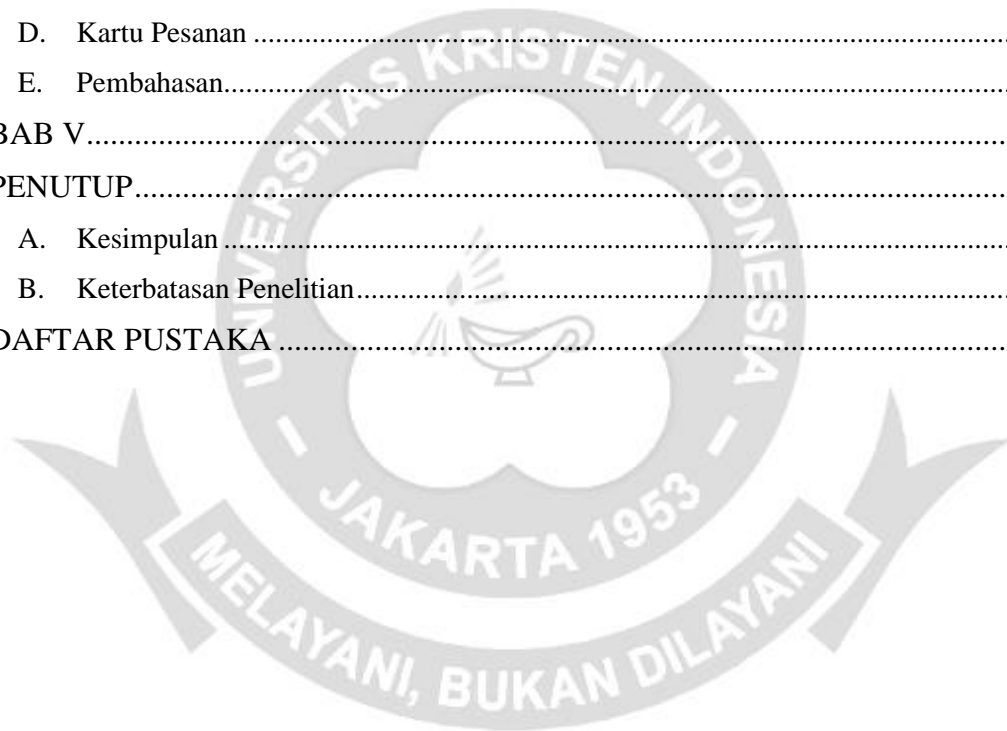 D. Kartu Pesanan ....................................................................................................
E. Pembahasan....................................................................................................
BAB V....................................................................................................
PENUTUP....................................................................................................
A. Kesimpulan ....................................................................................................
B. Keterbatasan Penelitian....................................................................................................
DAFTAR PUSTAKA ....................................................................................................
UNIVERSITAS KRISTEN INDONESIA
- JAKARTA 1953 -
MELAYANI, BUKAN DILAYANI